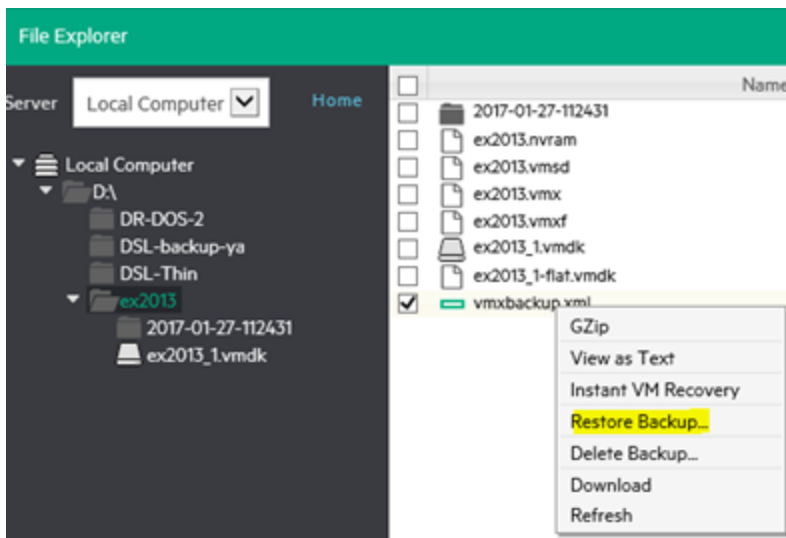 File Explorer
Server
Local Computer
Home
Local Computer
D:\
DR-DOS-2
DSL-backup-ya
DSL-Thin
ex2013
2017-01-27-112431
ex2013_1.vmdk
Name
2017-01-27-112431
ex2013.nvram
ex2013.vmsd
ex2013.vmx
ex2013.vmxf
ex2013_1.vmdk
ex2013_1-flat.vmdk
vmxbackup.xml
GZip
View as Text
Instant VM Recovery
Restore Backup...
Delete Backup...
Download
Refresh